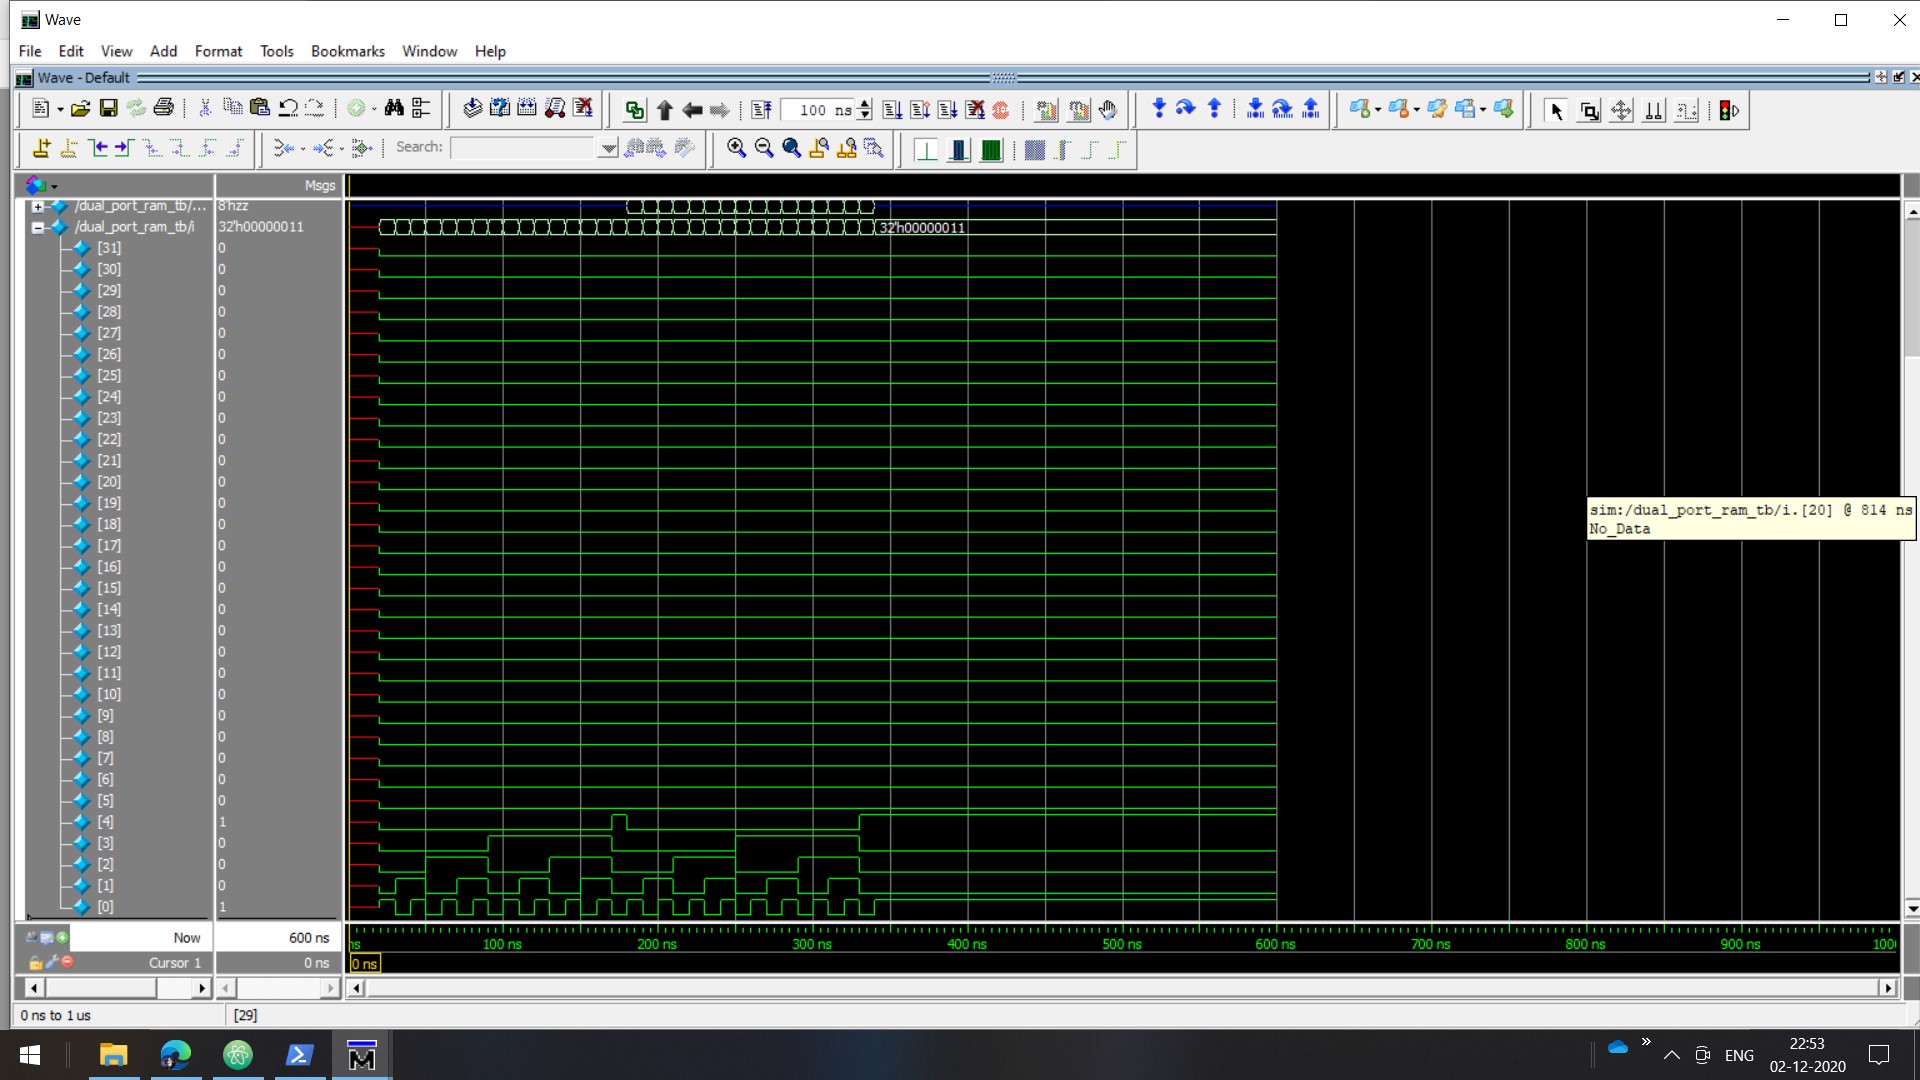 Wave
File Edit View Add Format Tools Bookmarks Window Help
Wave - Default
100 ns
Search:
Msgs
/dual_port_ram_tb/... 8'hzz
/dual_port_ram_tb/i 32'h00000011 32'h00000011
[31] 0
[30] 0
[29] 0
[28] 0
[27] 0
[26] 0
[25] 0
[24] 0
[23] 0
[22] 0
[21] 0
[20] 0
[19] 0
[18] 0
[17] 0
[16] 0
[15] 0
[14] 0
[13] 0
[12] 0
[11] 0
[10] 0
[9] 0
[8] 0
[7] 0
[6] 0
[5] 0
[4] 1
[3] 0
[2] 0
[1] 0
[0] 1
sim:/dual_port_ram_tb/i.[20] @ 814 ns
No_Data
Now 600 ns
ns 100 ns 200 ns 300 ns 400 ns 500 ns 600 ns 700 ns 800 ns 900 ns 100
Cursor 1 0 ns 0 ns
0 ns to 1 us [29]
ENG
22:53
02-12-2020